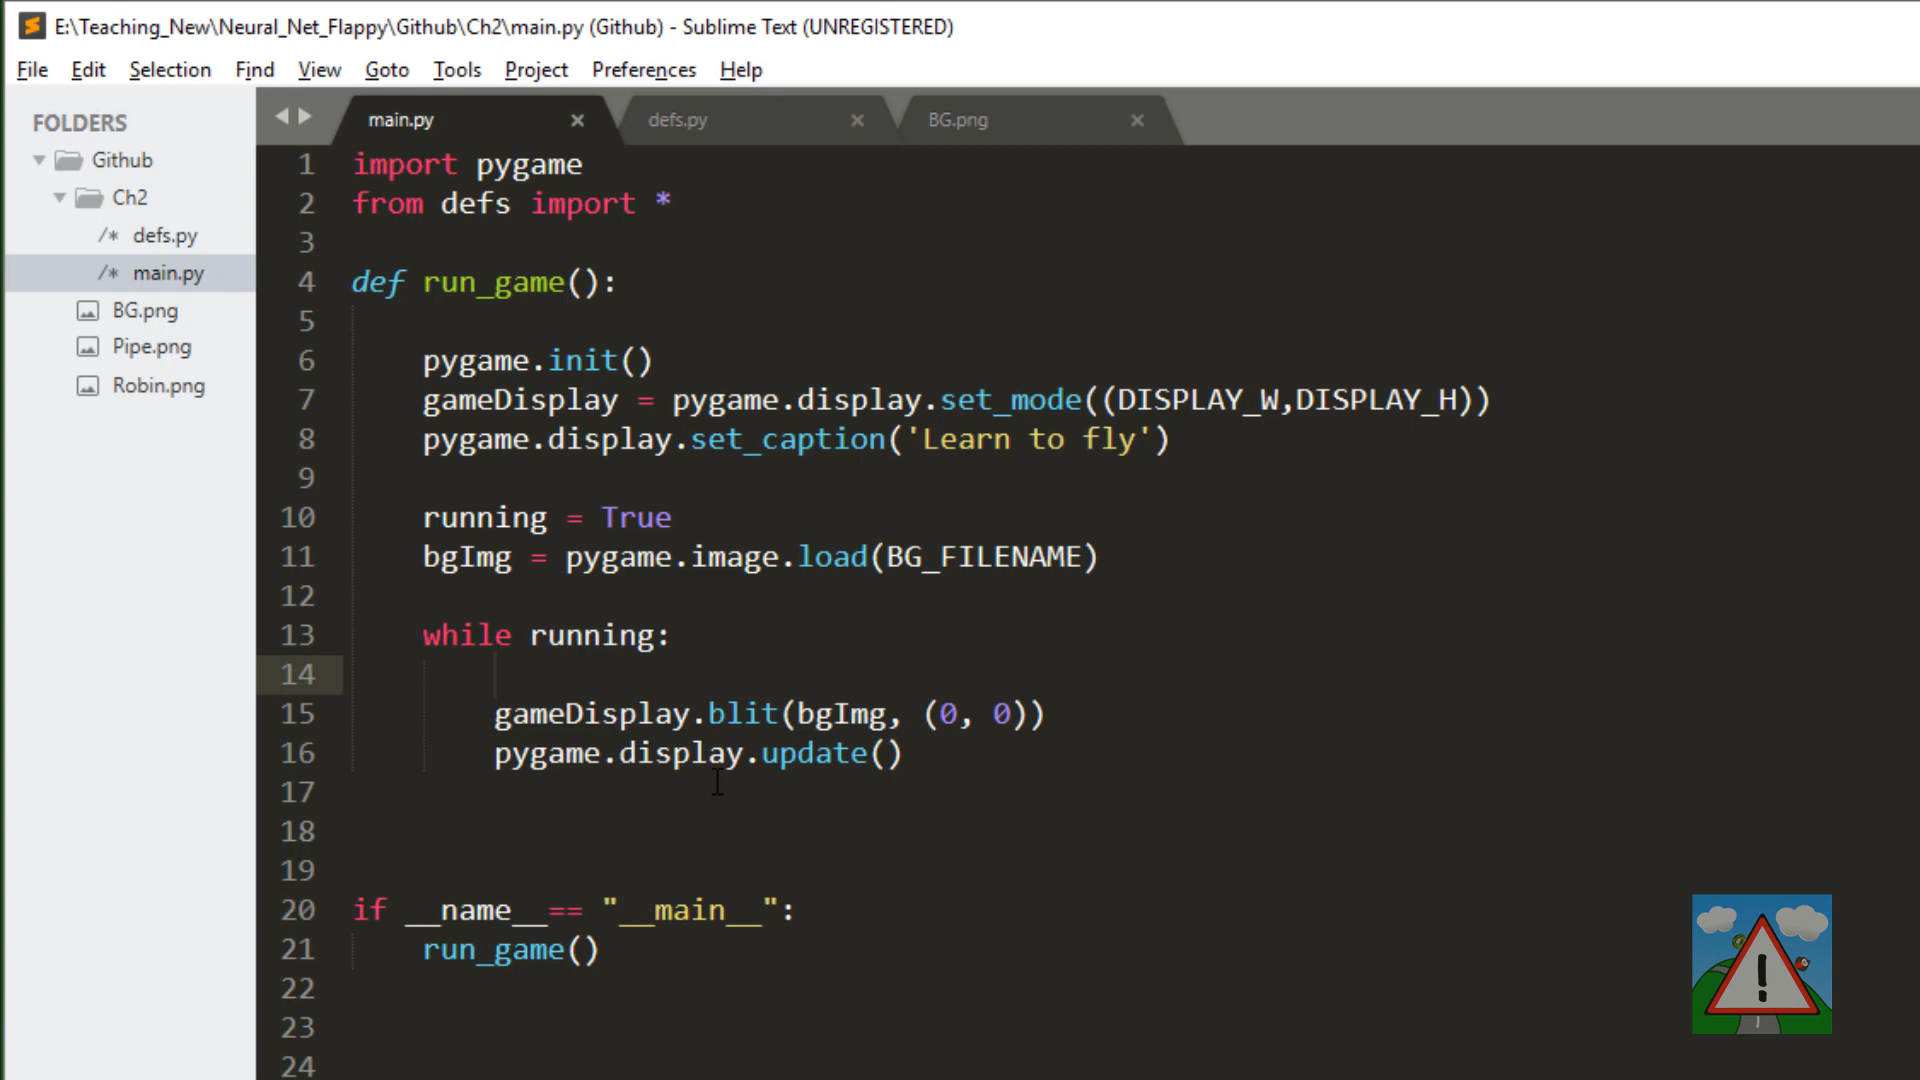 E:\Teaching_New\Neural_Net_Flappy\Github\Ch2\main.py (Github) - Sublime Text (UNREGISTERED)
File Edit Selection Find View Goto Tools Project Preferences Help
FOLDERS
Github
Ch2
/* defs.py
/* main.py
BG.png
Pipe.png
Robin.png
main.py × defs.py × BG.png ×
1 import pygame
2 from defs import *
3
4 def run_game():
5
6 pygame.init()
7 gameDisplay = pygame.display.set_mode((DISPLAY_W,DISPLAY_H))
8 pygame.display.set_caption('Learn to fly')
9
10 running = True
11 bgImg = pygame.image.load(BG_FILENAME)
12
13 while running:
14
15 gameDisplay.blit(bgImg, (0, 0))
16 pygame.display.update()
17
18
19
20 if __name__== "__main__":
21 run_game()
22
23
24
!